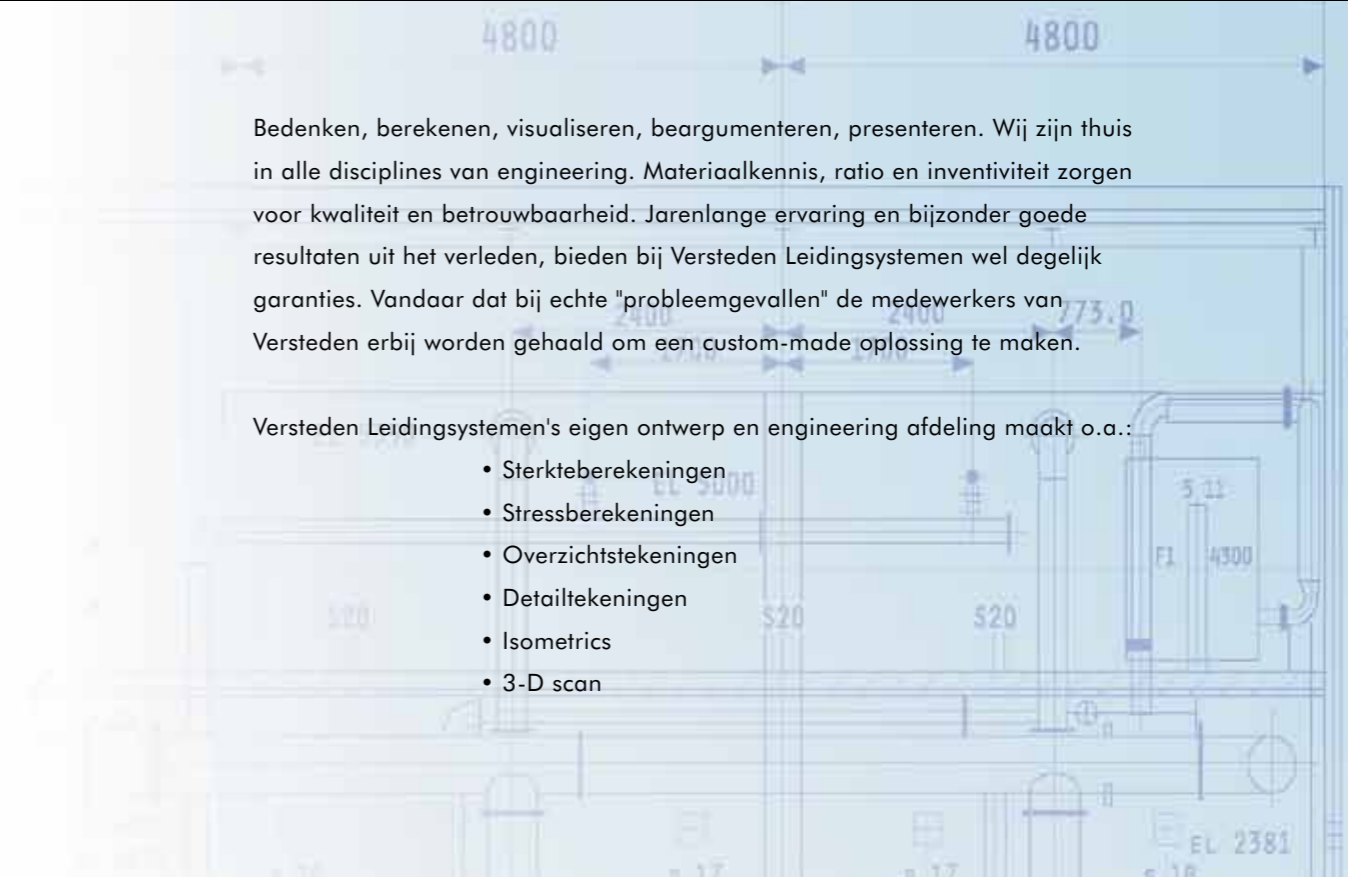 4800 4800
Bedenken, berekenen, visualiseren, beargumenteren, presenteren. Wij zijn thuis
in alle disciplines van engineering. Materiaalkennis, ratio en inventiviteit zorgen
voor kwaliteit en betrouwbaarheid. Jarenlange ervaring en bijzonder goede
resultaten uit het verleden, bieden bij Versteden Leidingsystemen wel degelijk
garanties. Vandaar dat bij echte "probleemgevallen" de medewerkers van
2400 2400 773.0
Versteden erbij worden gehaald om een custom-made oplossing te maken.
1700 1700
Versteden Leidingsystemen's eigen ontwerp en engineering afdeling maakt o.a.:
• Sterkteberekeningen
EL 5000
• Stressberekeningen
• Overzichtstekeningen
F1 4300
• Detailtekeningen
S20 S20 S20
• Isometrics
• 3-D scan
EL 2381